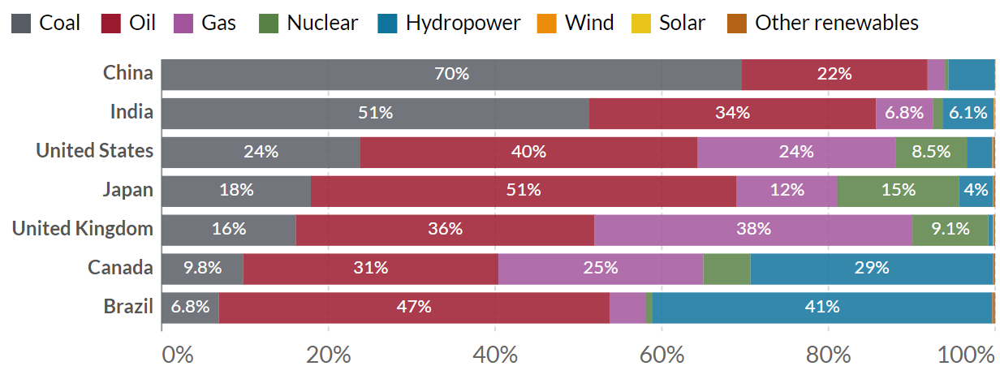 Coal Oil Gas Nuclear Hydropower Wind Solar Other renewables
China 70% 22%
India 51% 34% 6.8% 6.1%
United States 24% 40% 24% 8.5%
Japan 18% 51% 12% 15% 4%
United Kingdom 16% 36% 38% 9.1%
Canada 9.8% 31% 25% 29%
Brazil 6.8% 47% 41%
0% 20% 40% 60% 80% 100%